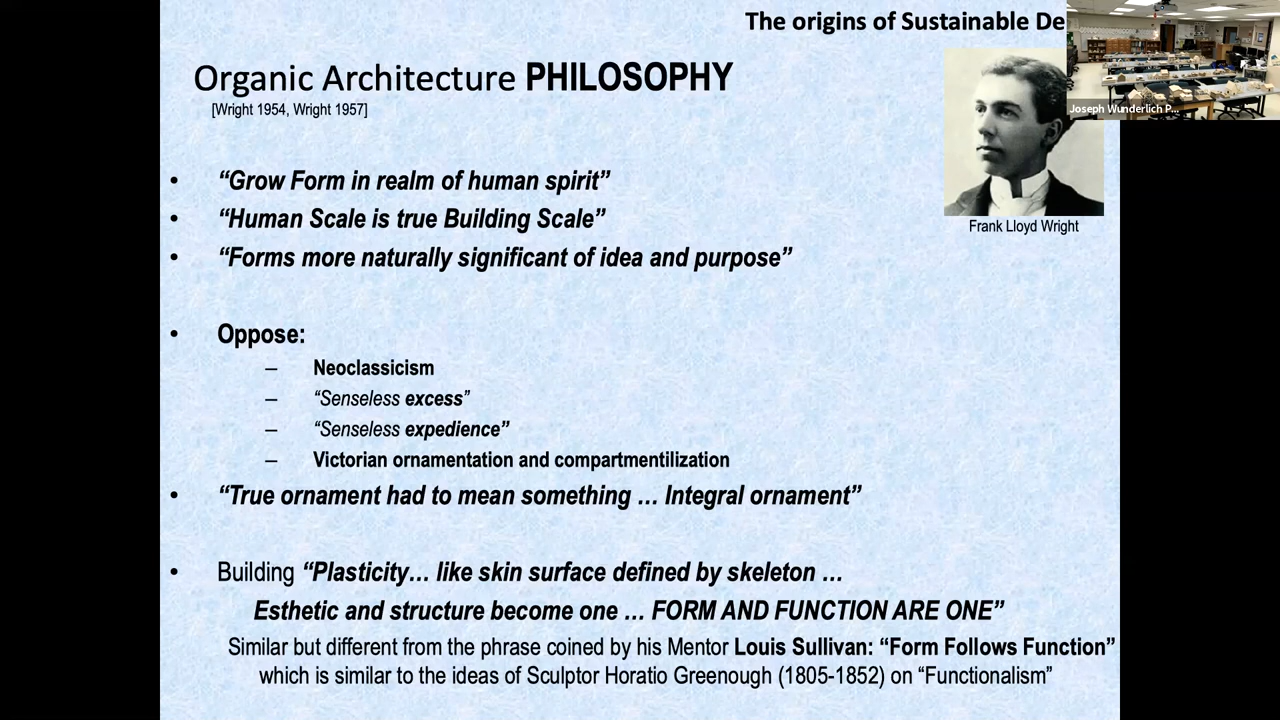 The origins of Sustainable De
Organic Architecture PHILOSOPHY
[Wright 1954, Wright 1957]
Joseph Wunderlich P...
Frank Lloyd Wright
• “Grow Form in realm of human spirit”
• “Human Scale is true Building Scale”
• “Forms more naturally significant of idea and purpose”
• Oppose:
– Neoclassicism
– “Senseless excess”
– “Senseless expedience”
– Victorian ornamentation and compartmentilization
• “True ornament had to mean something … Integral ornament”
• Building “Plasticity… like skin surface defined by skeleton …
Esthetic and structure become one … FORM AND FUNCTION ARE ONE”
Similar but different from the phrase coined by his Mentor Louis Sullivan: “Form Follows Function”
which is similar to the ideas of Sculptor Horatio Greenough (1805-1852) on “Functionalism”